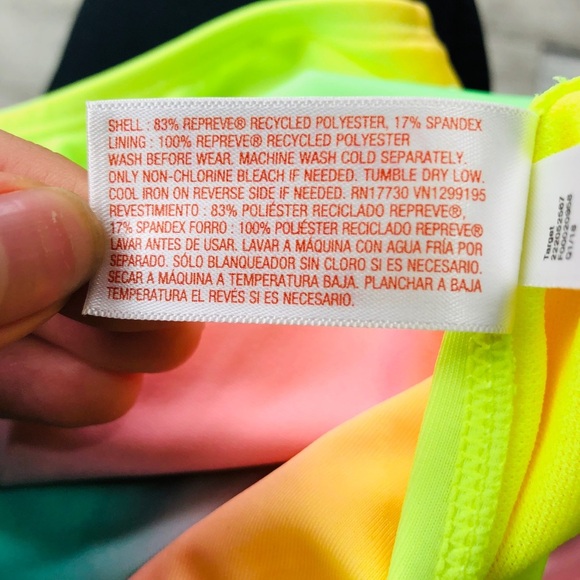 SHELL : 83% REPREVE® RECYCLED POLYESTER, 17% SPANDEX
LINING : 100% REPREVE® RECYCLED POLYESTER
WASH BEFORE WEAR. MACHINE WASH COLD SEPARATELY.
ONLY NON-CHLORINE BLEACH IF NEEDED. TUMBLE DRY LOW.
COOL IRON ON REVERSE SIDE IF NEEDED. RN17730 VN1299195
REVESTIMIENTO : 83% POLIÉSTER RECICLADO REPREVE®,
17% SPANDEX FORRO : 100% POLIÉSTER RECICLADO REPREVE®
LAVAR ANTES DE USAR. LAVAR A MÁQUINA CON AGUA FRÍA POR
SEPARADO. SÓLO BLANQUEADOR SIN CLORO SI ES NECESARIO.
SECAR A MÁQUINA A TEMPERATURA BAJA. PLANCHAR A BAJA
TEMPERATURA EL REVÉS SI ES NECESARIO.
Target
F00020958
Q1/19